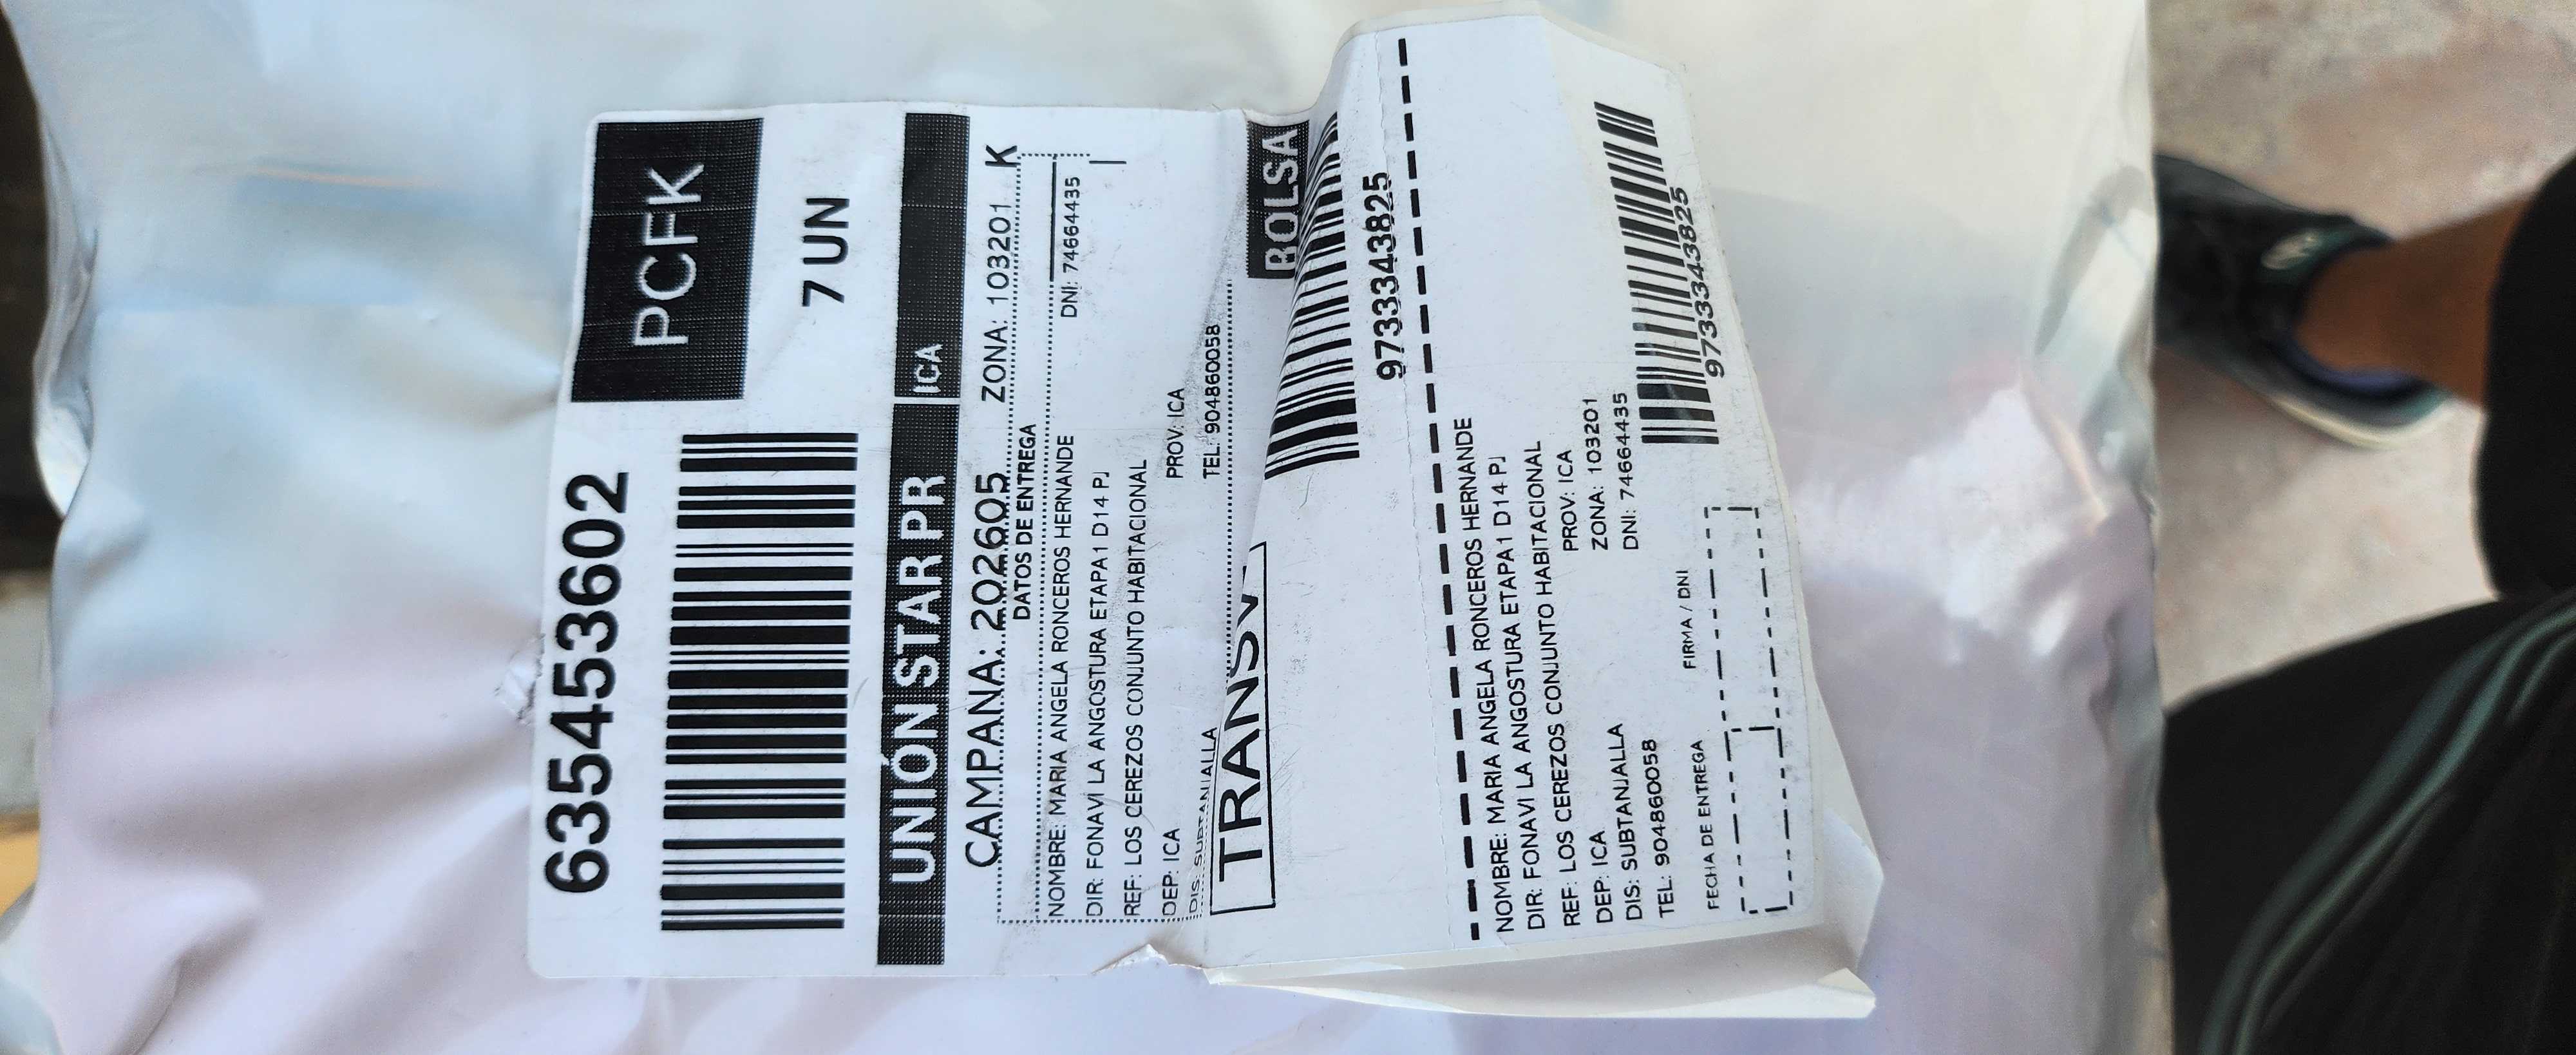 6354453602
PCFK
7 UN
UNIÓN STAR PR
ICA
CAMPANA: 202605 ZONA: 103201 K
DATOS DE ENTREGA
NOMBRE: MARIA ANGELA RONCEROS HERNANDE DNI: 74664435
DIR: FONAVI LA ANGOSTURA ETAPA1 D14 PJ
REF: LOS CEREZOS CONJUNTO HABITACIONAL
DEP: ICA PROV: ICA
DIS: SUBTANJALLA TEL: 904860058
TRANSV
BOLSA
9733343825
NOMBRE: MARIA ANGELA RONCEROS HERNANDE
DIR: FONAVI LA ANGOSTURA ETAPA1 D14 PJ
REF: LOS CEREZOS CONJUNTO HABITACIONAL
DEP: ICA PROV: ICA
DIS: SUBTANJALLA ZONA: 103201
TEL: 904860058 DNI: 74664435
9733343825
FECHA DE ENTREGA FIRMA / DNI